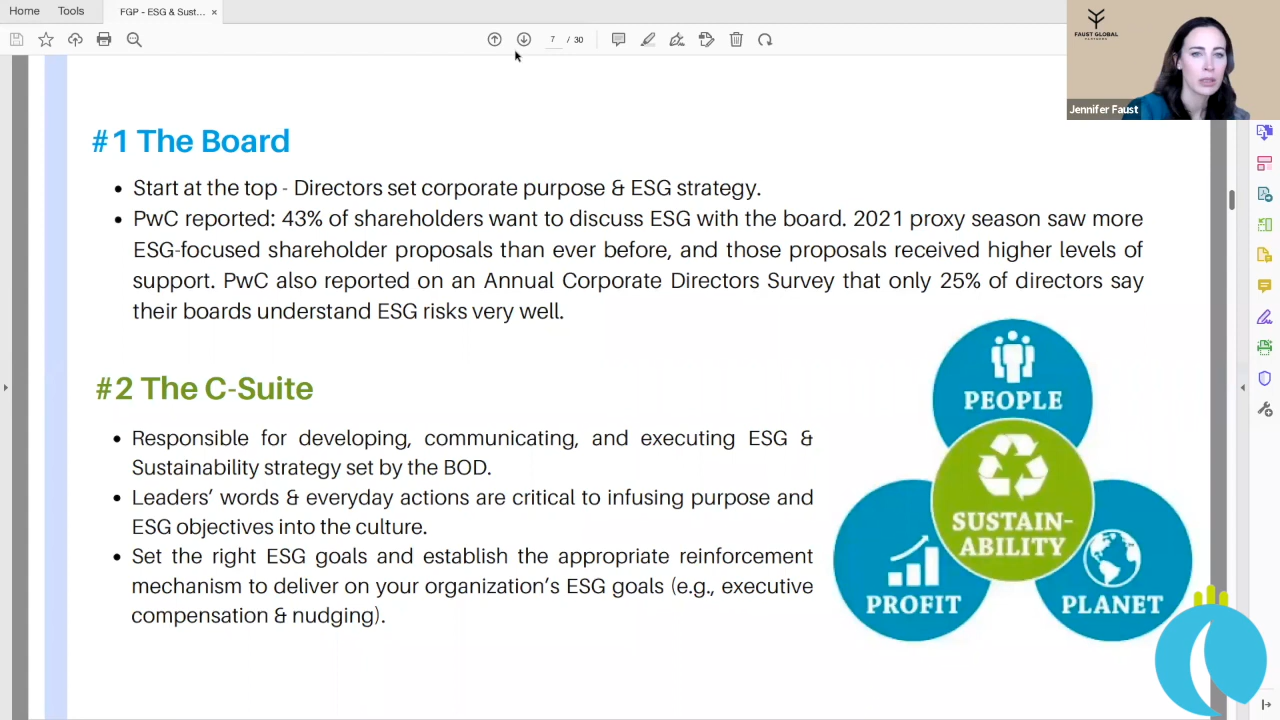 Home
Tools
FGP - ESG & Sust... ×
7 / 30
FAUST GLOBAL
PARTNERS
Jennifer Faust
#1 The Board
• Start at the top - Directors set corporate purpose & ESG strategy.
• PwC reported: 43% of shareholders want to discuss ESG with the board. 2021 proxy season saw more
ESG-focused shareholder proposals than ever before, and those proposals received higher levels of
support. PwC also reported on an Annual Corporate Directors Survey that only 25% of directors say
their boards understand ESG risks very well.
#2 The C-Suite
• Responsible for developing, communicating, and executing ESG &
Sustainability strategy set by the BOD.
• Leaders’ words & everyday actions are critical to infusing purpose and
ESG objectives into the culture.
• Set the right ESG goals and establish the appropriate reinforcement
mechanism to deliver on your organization’s ESG goals (e.g., executive
compensation & nudging).
PEOPLE
SUSTAIN-
ABILITY
PROFIT
PLANET